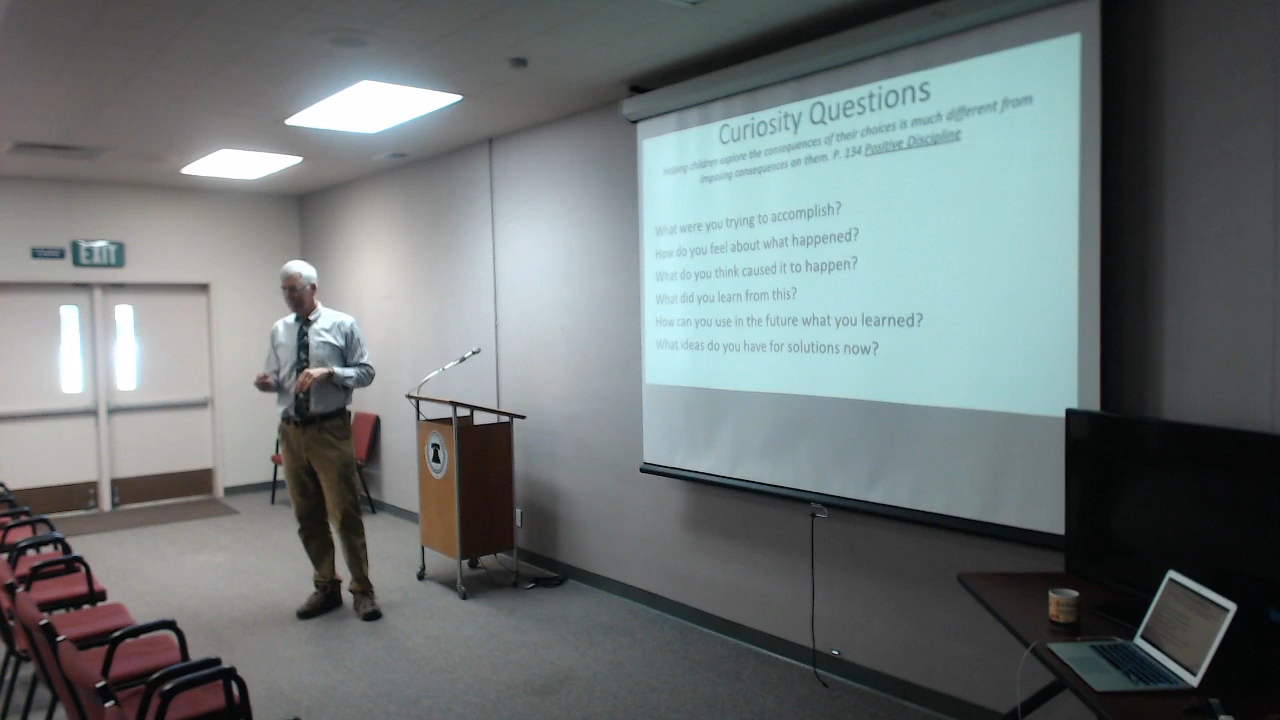 Curiosity Questions
Helping children explore the consequences of their choices is much different from
imposing consequences on them. P. 134 Positive Discipline
What were you trying to accomplish?
How do you feel about what happened?
What do you think caused it to happen?
What did you learn from this?
How can you use in the future what you learned?
What ideas do you have for solutions now?
EXIT